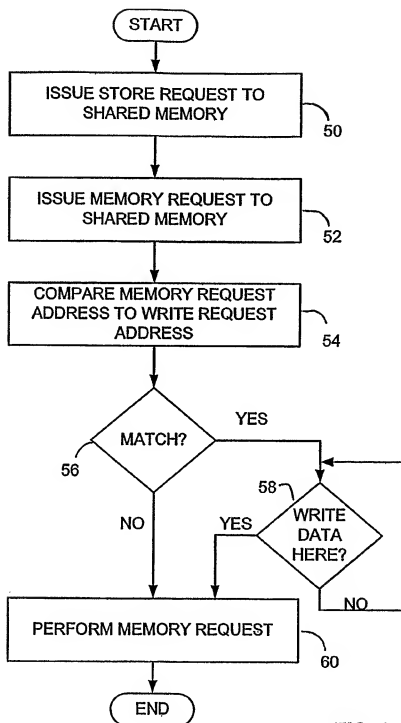 START
ISSUE STORE REQUEST TO
SHARED MEMORY
50
ISSUE MEMORY REQUEST TO
SHARED MEMORY
52
COMPARE MEMORY REQUEST
ADDRESS TO WRITE REQUEST
ADDRESS
54
MATCH?
56
YES
NO
58
WRITE
DATA
HERE?
YES
NO
PERFORM MEMORY REQUEST
60
END